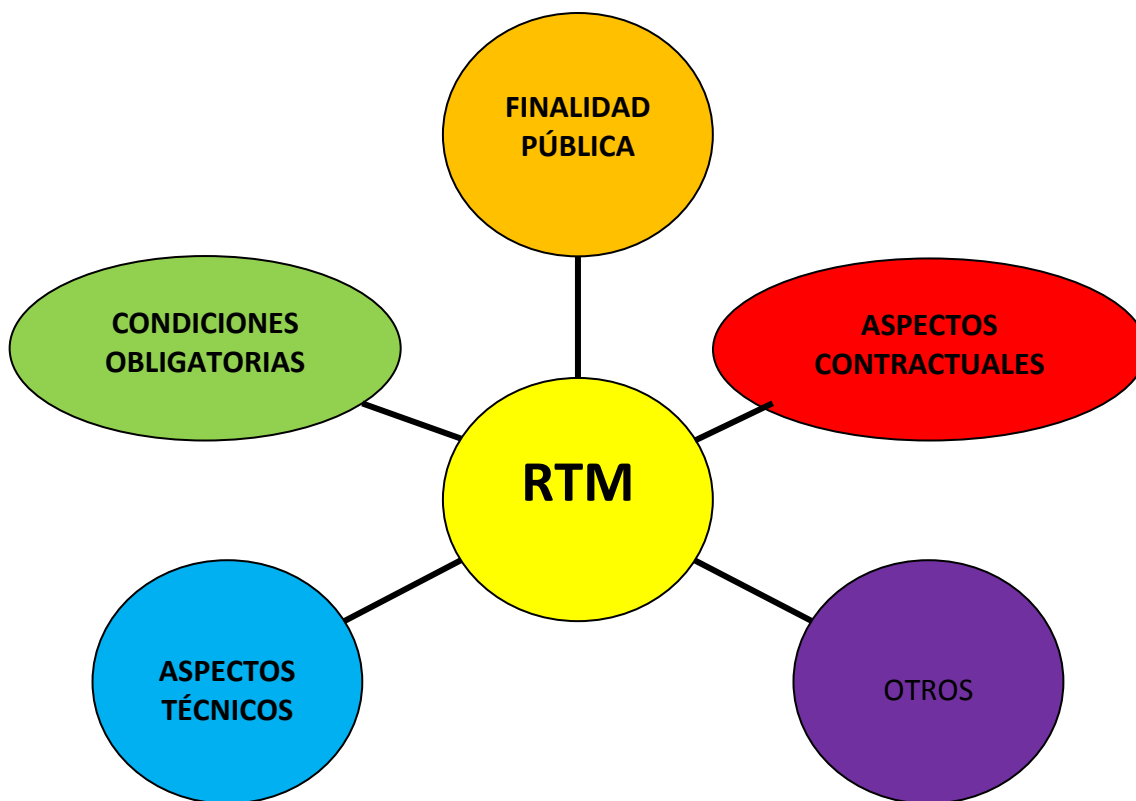 FINALIDAD
PÚBLICA
CONDICIONES
OBLIGATORIAS
ASPECTOS
CONTRACTUALES
RTM
ASPECTOS
TÉCNICOS
OTROS